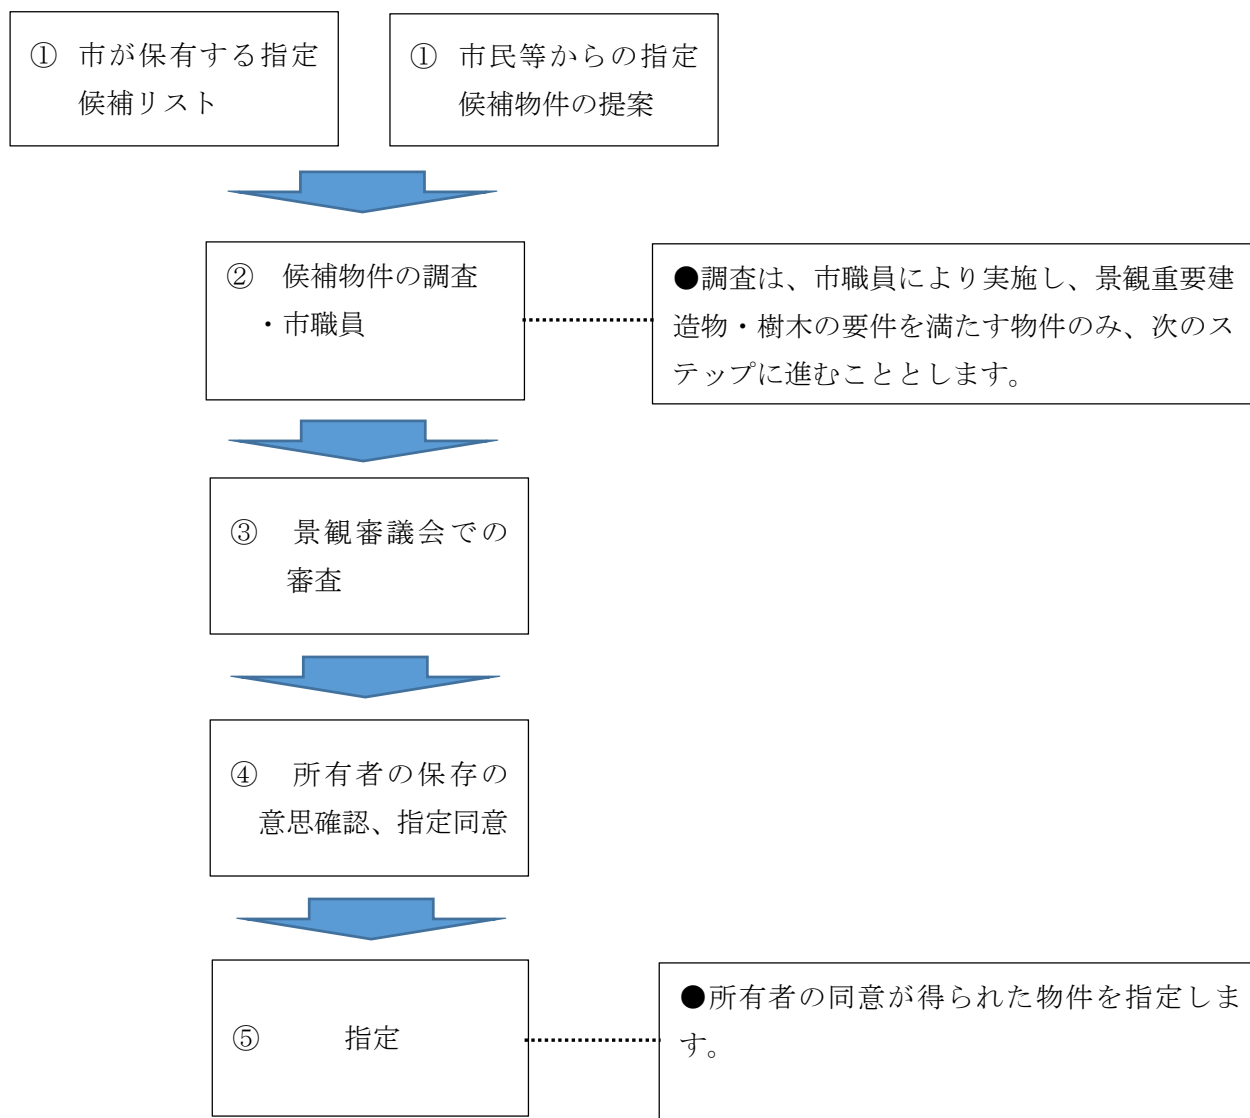 ① 市が保有する指定
候補リスト
① 市民等からの指定
候補物件の提案
② 候補物件の調査
・市職員
●調査は、市職員により実施し、景観重要建
造物・樹木の要件を満たす物件のみ、次のス
テップに進むこととします。
③ 景観審議会での
審査
④ 所有者の保存の
意思確認、指定同意
⑤ 指定
●所有者の同意が得られた物件を指定しま
す。